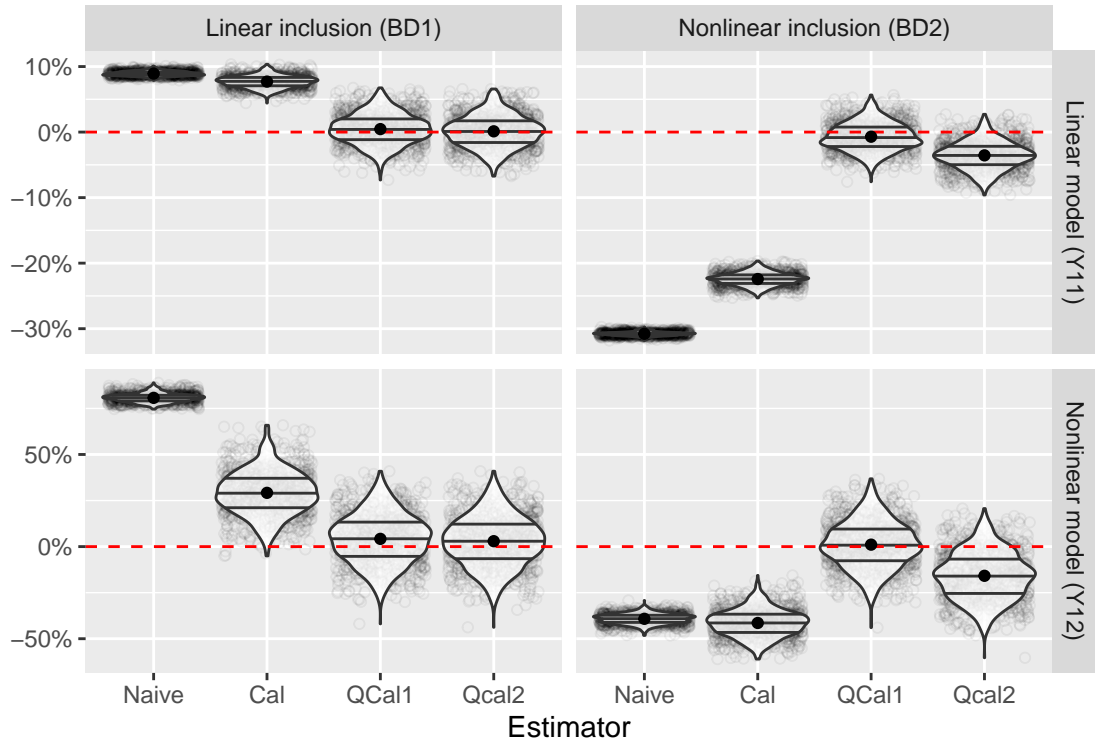 Linear inclusion (BD1)
Nonlinear inclusion (BD2)
10%
0%
−10%
−20%
−30%
Linear model (Y11)
50%
0%
−50%
Nonlinear model (Y12)
Naive Cal QCal1 Qcal2
Naive Cal QCal1 Qcal2
Estimator